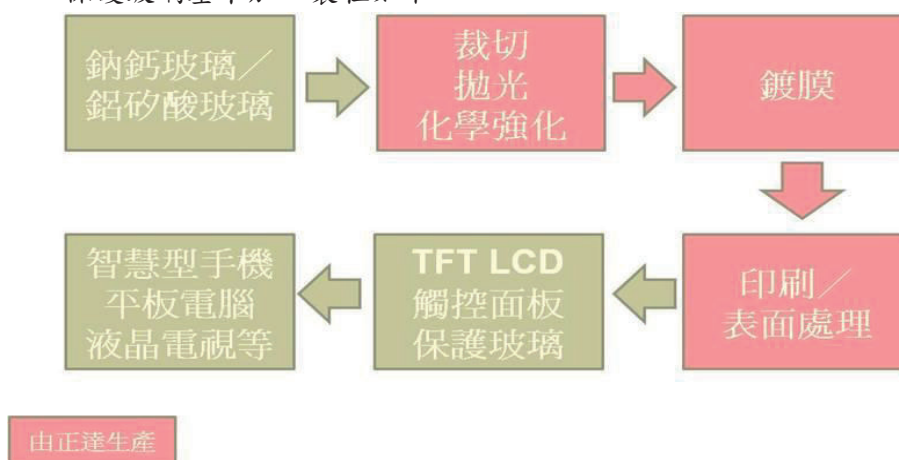 鈉鈣玻璃／
鋁矽酸玻璃
裁切
拋光
化學強化
鍍膜
印刷／
表面處理
TFT LCD
觸控面板
保護玻璃
智慧型手機
平板電腦
液晶電視等
由正達生產